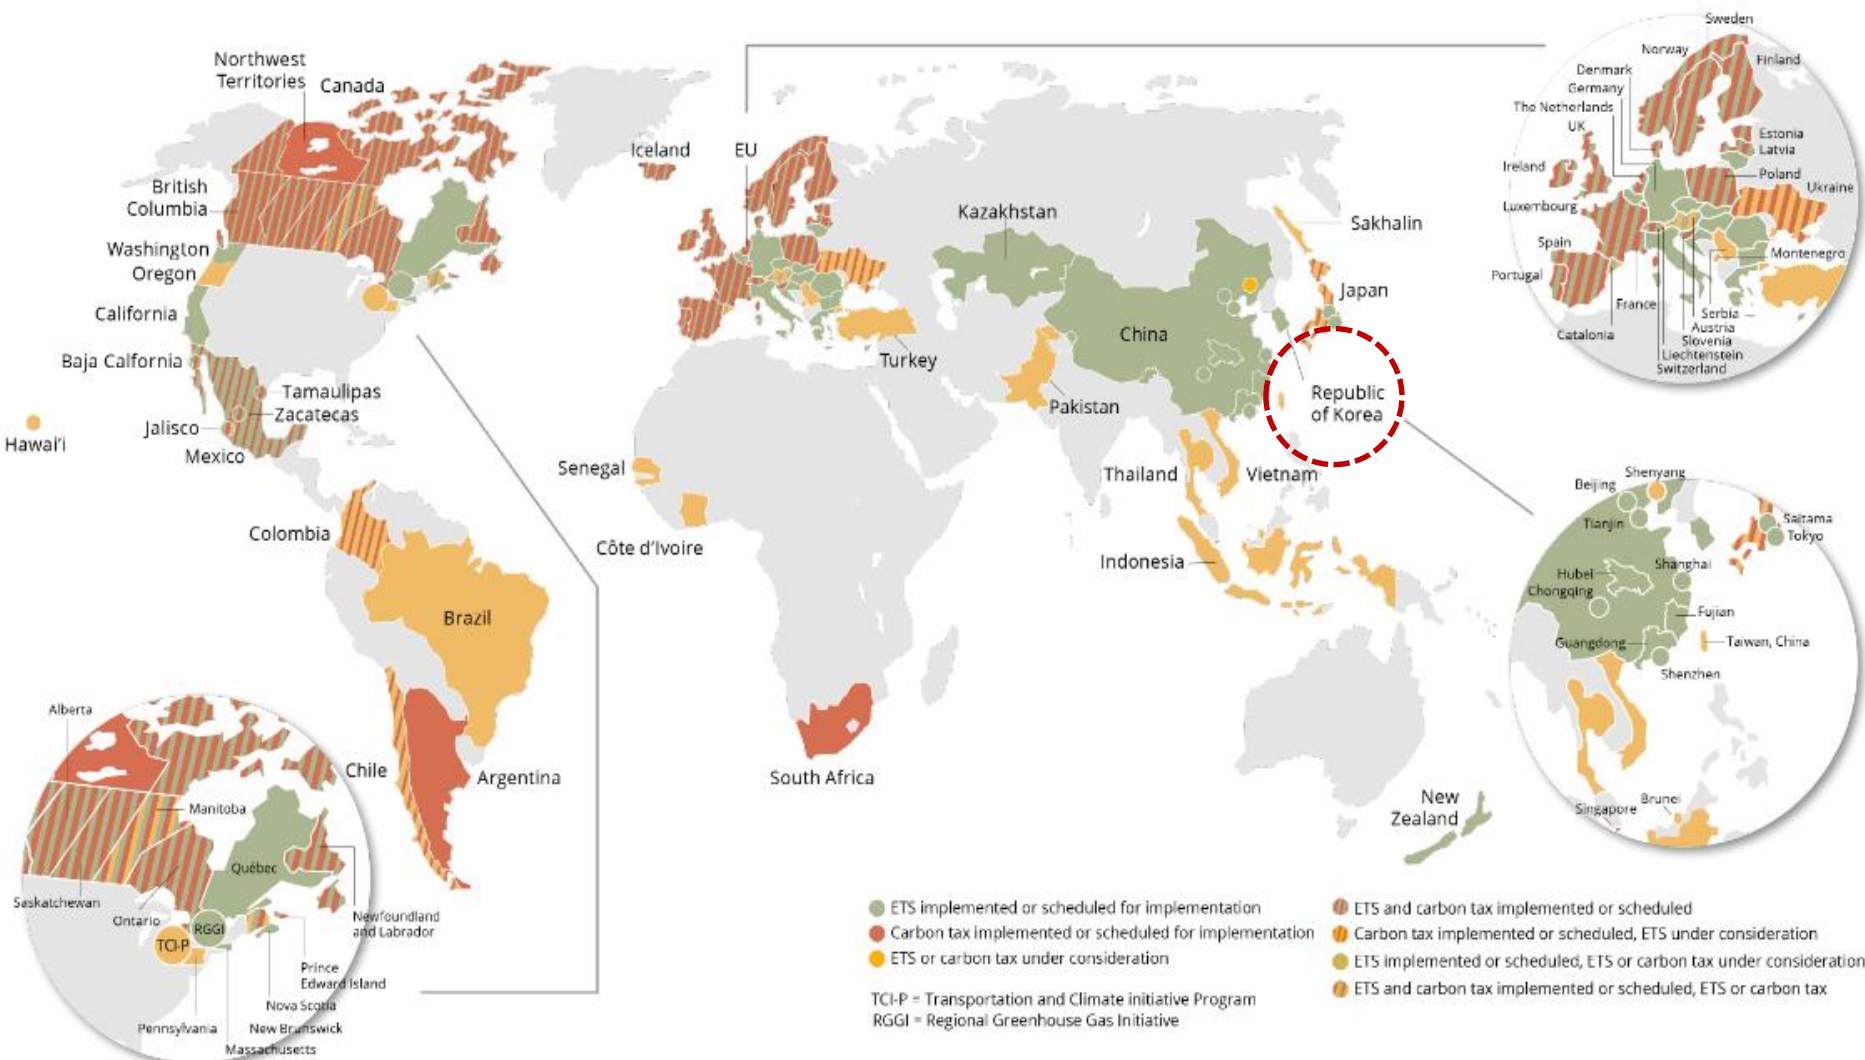 Northwest
Territories
Canada
British
Columbia
Washington
Oregon
California
Baja Calfornia
Tamaulipas
Zacatecas
Jalisco
Mexico
Hawai'i
Colombia
Brazil
Chile
Argentina
Iceland
EU
Kazakhstan
China
Turkey
Pakistan
Senegal
Côte d'Ivoire
South Africa
Thailand
Vietnam
Indonesia
Sakhalin
Japan
Republic
of Korea
New
Zealand
Sweden
Norway
Finland
Denmark
Germany
The Netherlands
UK
Estonia
Latvia
Ireland
Poland
Ukraine
Luxembourg
Spain
Montenegro
Portugal
France
Serbia
Austria
Catalonia
Slovenia
Liechtenstein
Switzerland
Shenyang
Beijing
Tianjin
Saitama
Tokyo
Hubei
Shanghai
Chongqing
Fujian
Guangdong
Taiwan, China
Shenzhen
Singapore
Brunei
Alberta
Manitoba
Québec
Saskatchewan
Ontario
Newfoundland
and Labrador
TCI-P
RGGI
Prince
Edward Island
Nova Scotia
Pennsylvania
New Brunswick
Massachusetts
ETS implemented or scheduled for implementation
Carbon tax implemented or scheduled for implementation
ETS or carbon tax under consideration
TCI-P = Transportation and Climate initiative Program
RGGI = Regional Greenhouse Gas Initiative
ETS and carbon tax implemented or scheduled
Carbon tax implemented or scheduled, ETS under consideration
ETS implemented or scheduled, ETS or carbon tax under consideration
ETS and carbon tax implemented or scheduled, ETS or carbon tax